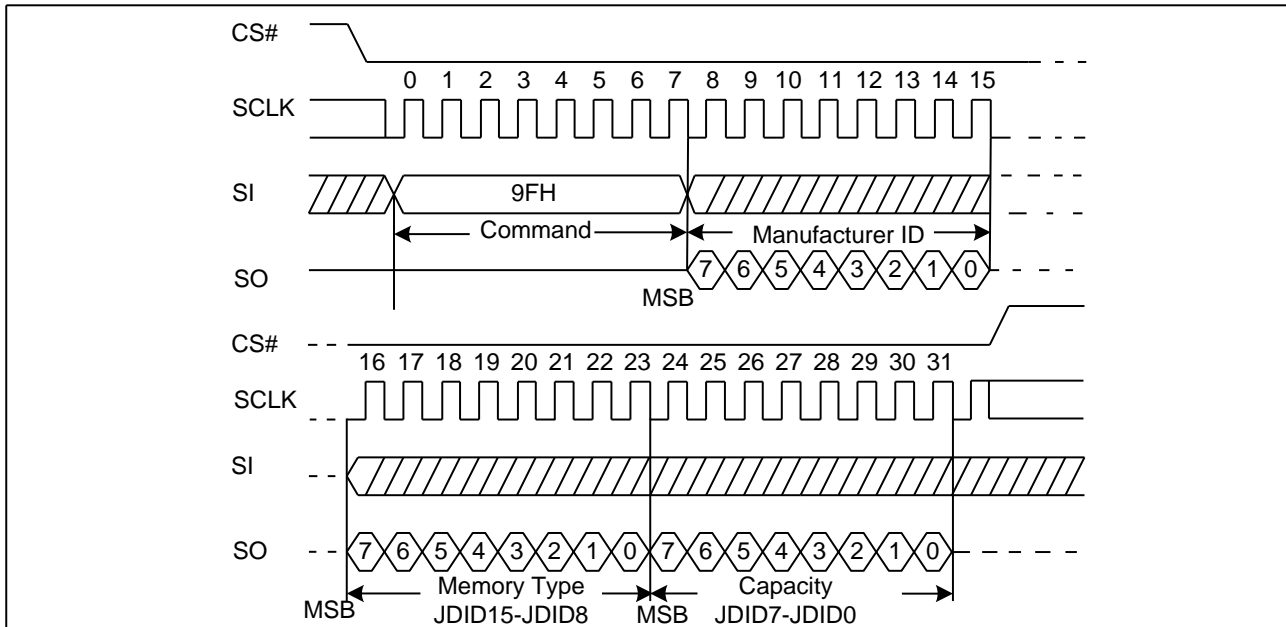 CS#
0 1 2 3 4 5 6 7 8 9 10 11 12 13 14 15
SCLK
SI 9FH
Command Manufacturer ID
SO 7 6 5 4 3 2 1 0
MSB
CS#
16 17 18 19 20 21 22 23 24 25 26 27 28 29 30 31
SCLK
SI
SO 7 6 5 4 3 2 1 0 7 6 5 4 3 2 1 0
Memory Type Capacity
MSB JDID15-JDID8 MSB JDID7-JDID0